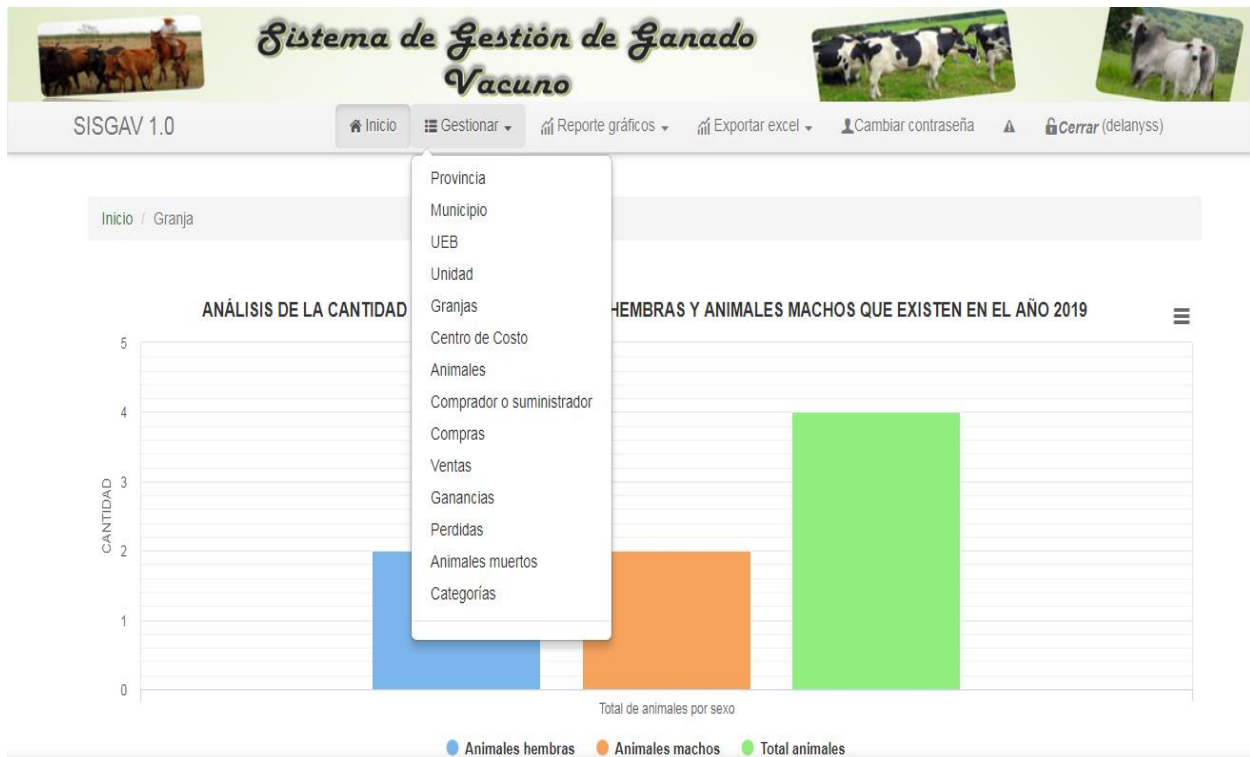 Sistema de Gestión de Ganado
Vacuno
SISGAV 1.0
Inicio
Gestionar
Reporte gráficos
Exportar excel
Cambiar contraseña
Cerrar (delanyss)
Provincia
Municipio
UEB
Unidad
Granjas
Centro de Costo
Animales
Comprador o suministrador
Compras
Ventas
Ganancias
Perdidas
Animales muertos
Categorías
Inicio / Granja
ANÁLISIS DE LA CANTIDAD HEMBRAS Y ANIMALES MACHOS QUE EXISTEN EN EL AÑO 2019
CANTIDAD
5
4
3
2
1
0
Total de animales por sexo
Animales hembras Animales machos Total animales